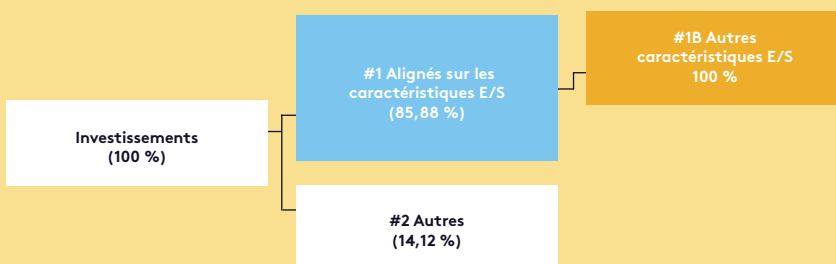 Investissements
(100 %)
#1 Alignés sur les
caractéristiques E/S
(85,88 %)
#1B Autres
caractéristiques E/S
100 %
#2 Autres
(14,12 %)